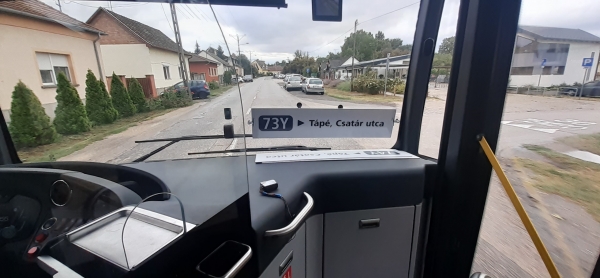 73Y ► Tápé, Csatár utca